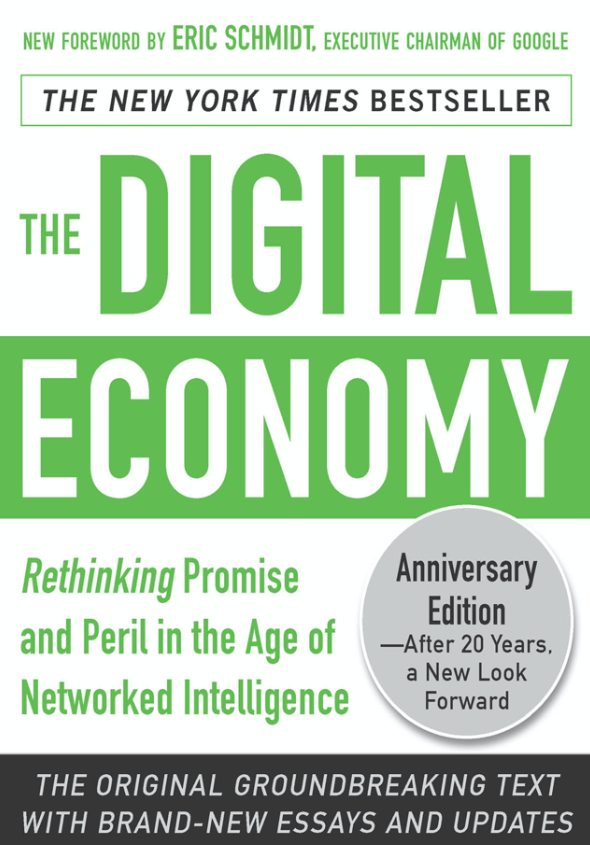 NEW FOREWORD BY ERIC SCHMIDT, EXECUTIVE CHAIRMAN OF GOOGLE
THE NEW YORK TIMES BESTSELLER
THE DIGITAL
ECONOMY
Rethinking Promise
and Peril in the Age of
Networked Intelligence
Anniversary
Edition
—After 20 Years,
a New Look
Forward
THE ORIGINAL GROUNDBREAKING TEXT
WITH BRAND-NEW ESSAYS AND UPDATES